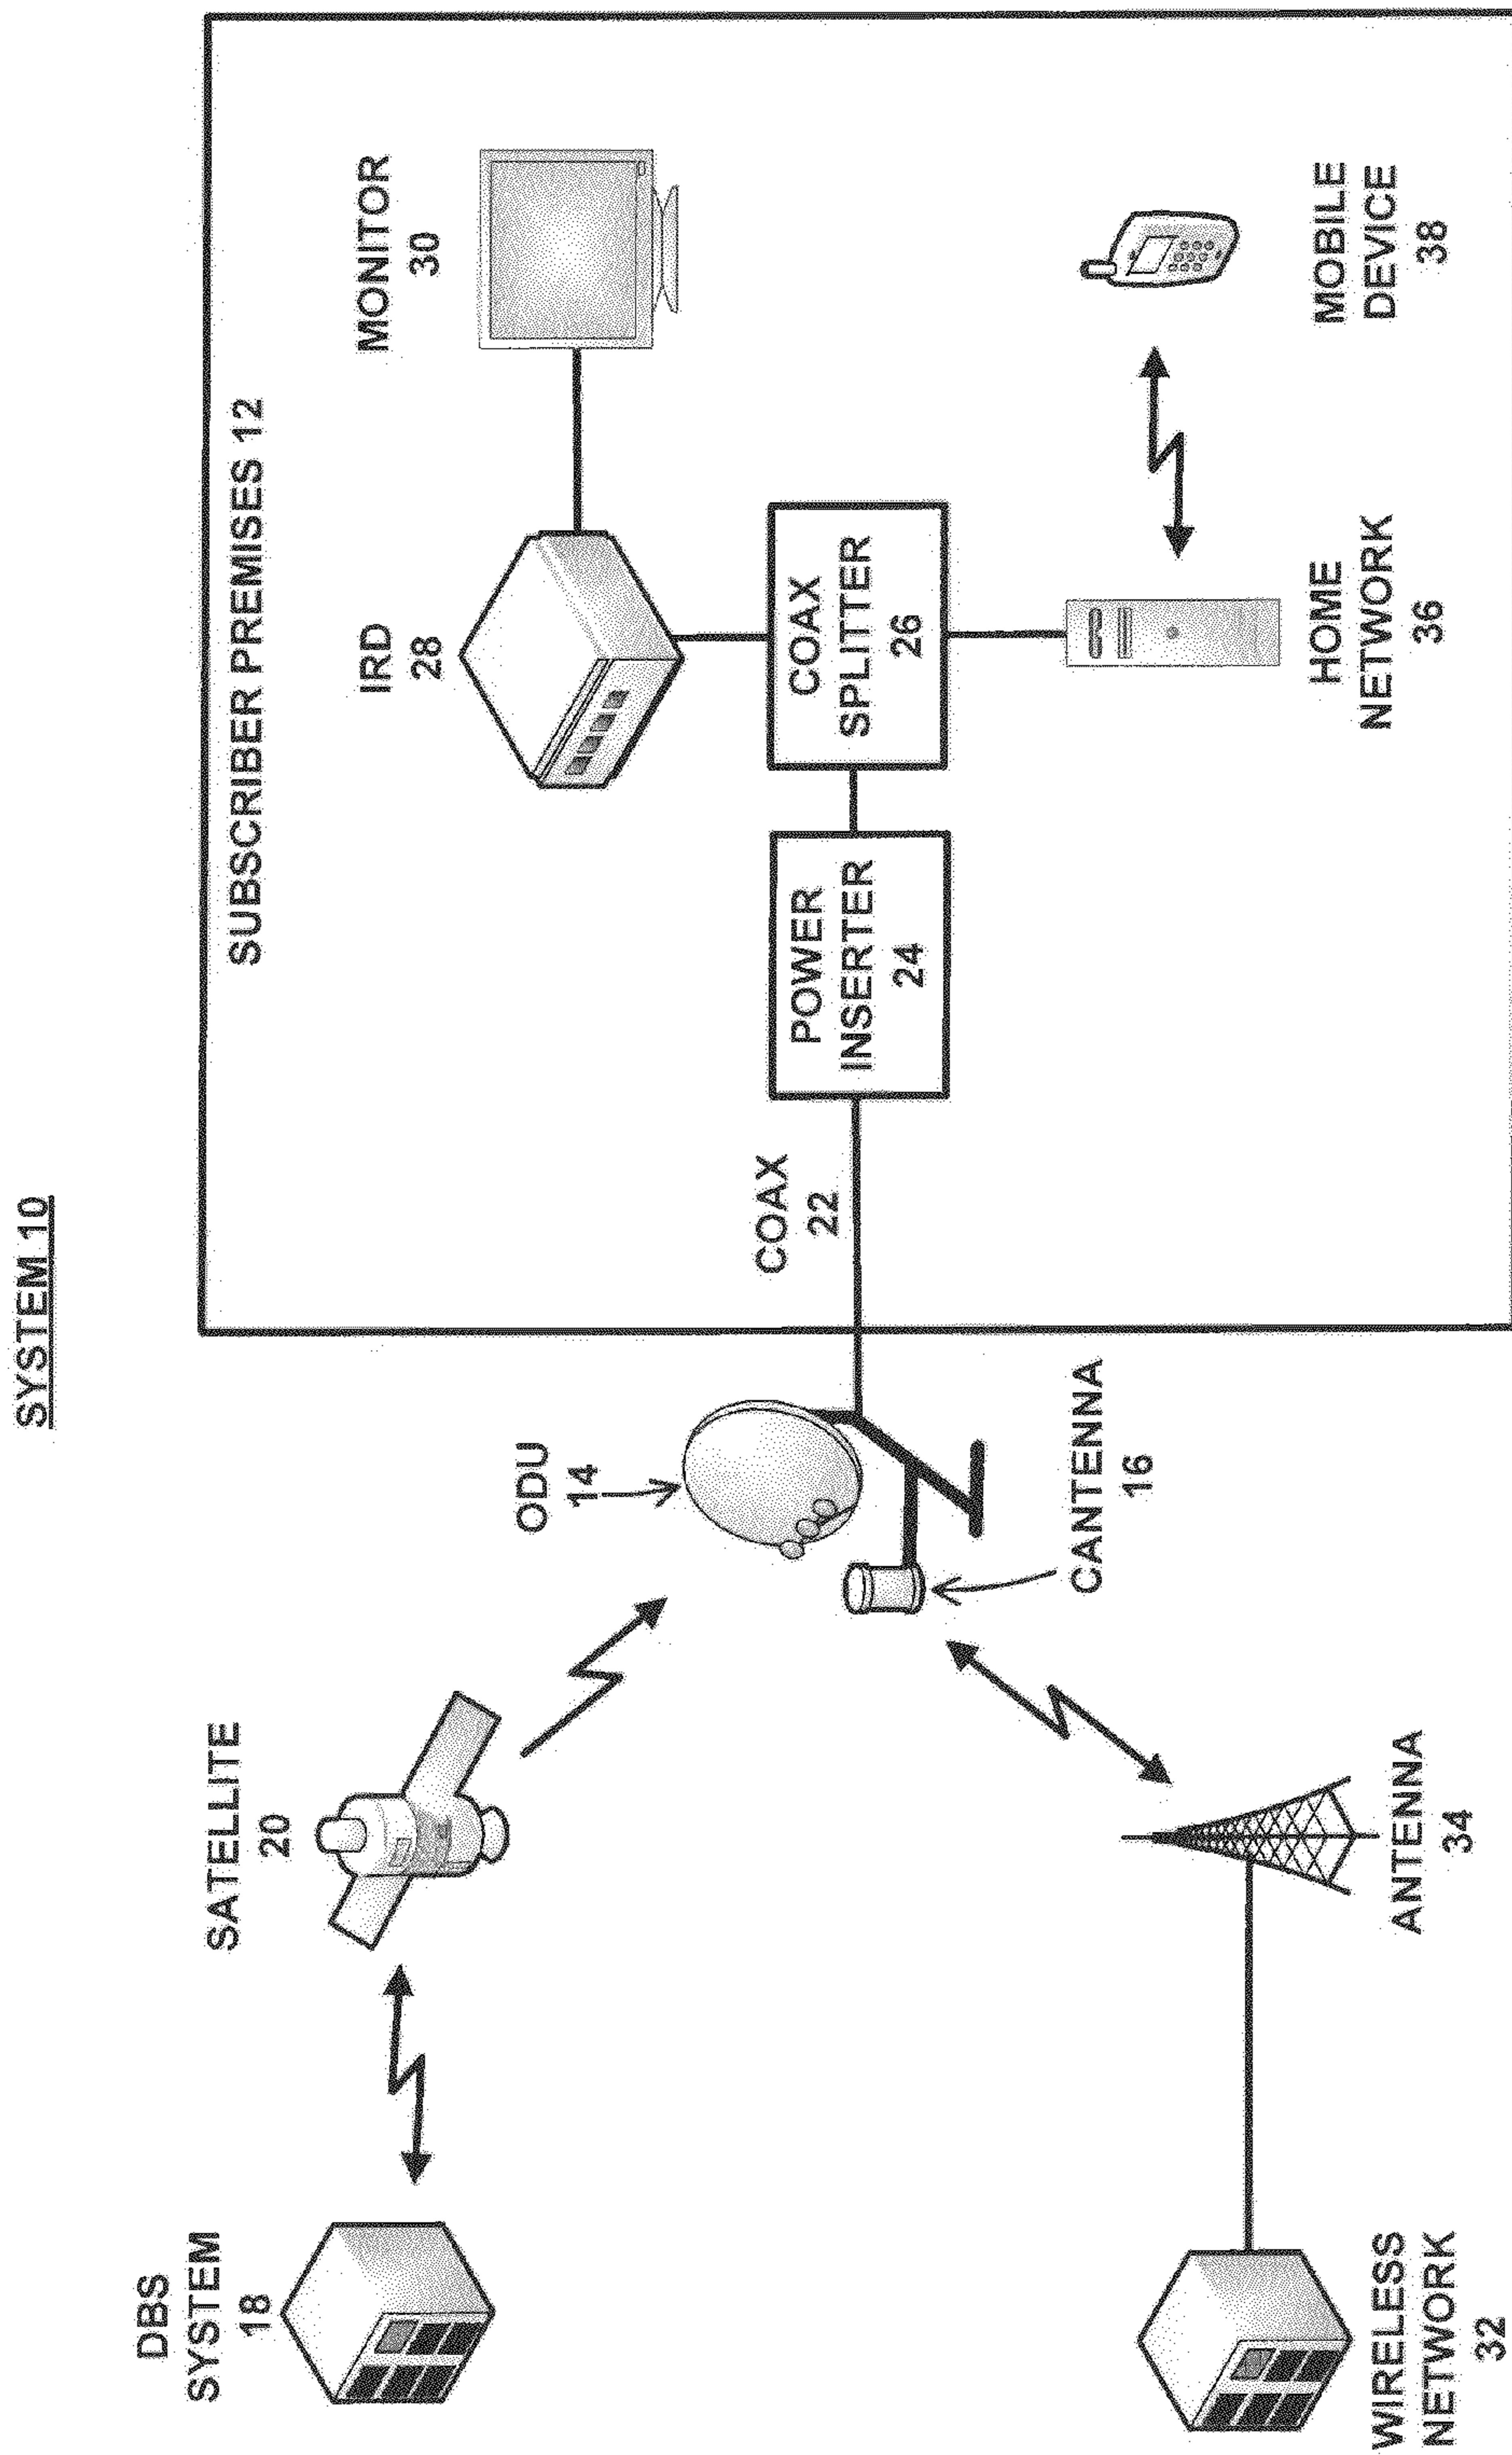 SYSTEM 10
SUBSCRIBER PREMISES 12
DBS
SYSTEM
18
SATELLITE
20
ODU
14
IRD
28
MONITOR
30
COAX
22
POWER
INSERTER
24
COAX
SPLITTER
26
CANTENNA
16
WIRELESS
NETWORK
32
ANTENNA
34
HOME
NETWORK
36
MOBILE
DEVICE
38